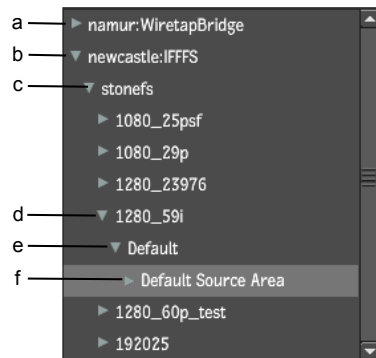 a namur:WiretapBridge
b newcastle:IFFFS
c stonefs
1080_25psf
1080_29p
1280_23976
d 1280_59i
e Default
f Default Source Area
1280_60p_test
192025